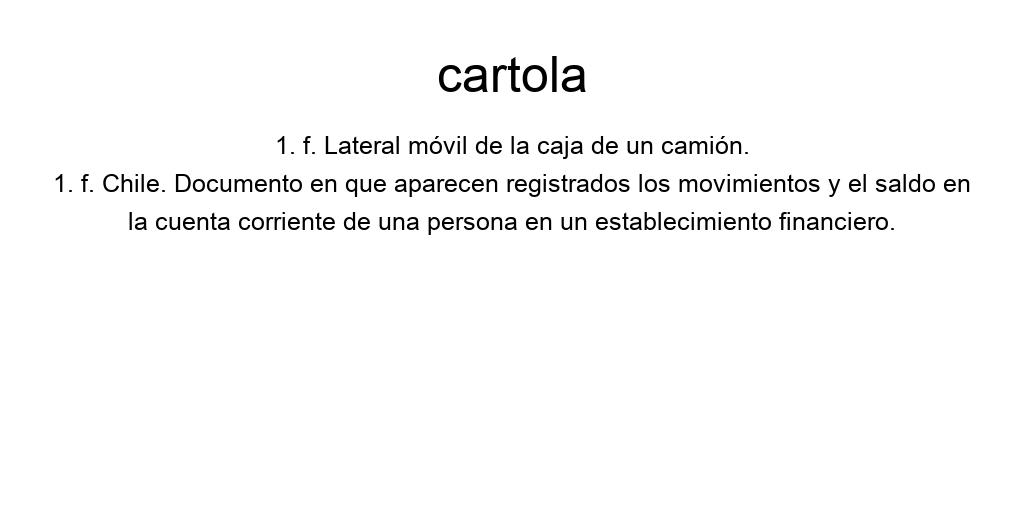 cartola
1. f. Lateral móvil de la caja de un camión.
1. f. Chile. Documento en que aparecen registrados los movimientos y el saldo en
la cuenta corriente de una persona en un establecimiento financiero.